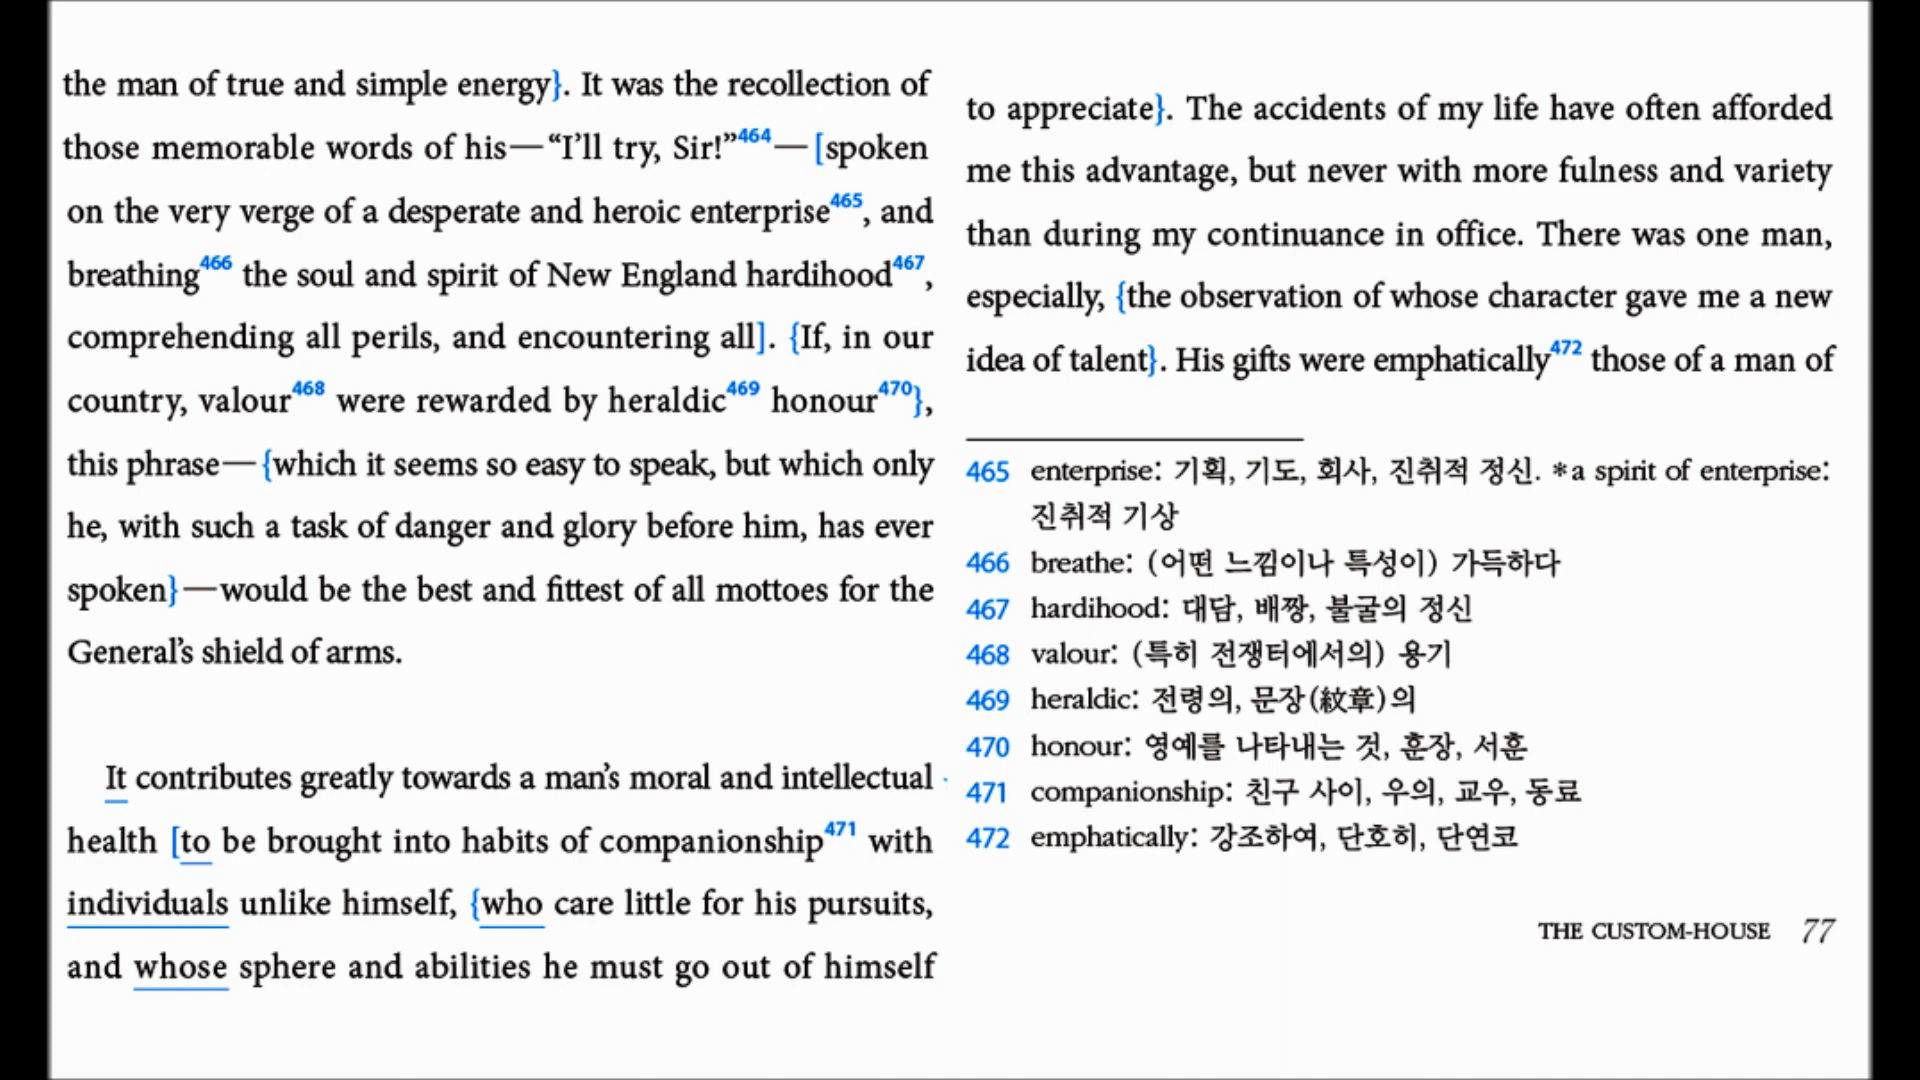 the man of true and simple energy}. It was the recollection of
those memorable words of his—“I’ll try, Sir!”464—[spoken
on the very verge of a desperate and heroic enterprise465, and
breathing466 the soul and spirit of New England hardihood467,
comprehending all perils, and encountering all]. {If, in our
country, valour468 were rewarded by heraldic469 honour470},
this phrase—{which it seems so easy to speak, but which only
he, with such a task of danger and glory before him, has ever
spoken}—would be the best and fittest of all mottoes for the
General’s shield of arms.
It contributes greatly towards a man’s moral and intellectual
health [to be brought into habits of companionship471 with
individuals unlike himself, {who care little for his pursuits,
and whose sphere and abilities he must go out of himself
to appreciate}. The accidents of my life have often afforded
me this advantage, but never with more fulness and variety
than during my continuance in office. There was one man,
especially, {the observation of whose character gave me a new
idea of talent}. His gifts were emphatically472 those of a man of
465 enterprise: 기획, 기도, 회사, 진취적 정신. *a spirit of enterprise:
진취적 기상
466 breathe: (어떤 느낌이나 특성이) 가득하다
467 hardihood: 대담, 배짱, 불굴의 정신
468 valour: (특히 전쟁터에서의) 용기
469 heraldic: 전령의, 문장(紋章)의
470 honour: 영예를 나타내는 것, 훈장, 서훈
471 companionship: 친구 사이, 우의, 교우, 동료
472 emphatically: 강조하여, 단호히, 단연코
THE CUSTOM-HOUSE 77